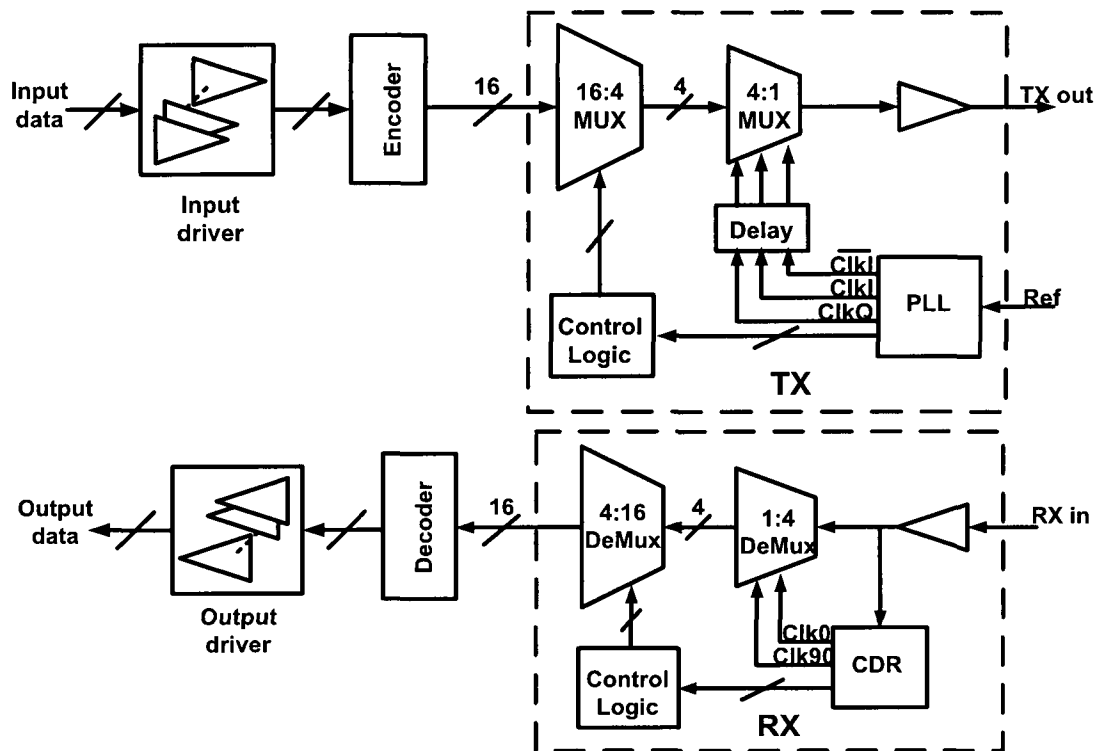 Input
data
Input
driver
Encoder
16
16:4
MUX
4
4:1
MUX
TX out
Delay
ClkI
ClkI
ClkQ
PLL
Ref
Control
Logic
TX
Output
data
Output
driver
Decoder
16
4:16
DeMux
4
1:4
DeMux
RX in
Clk0
Clk90
CDR
Control
Logic
RX